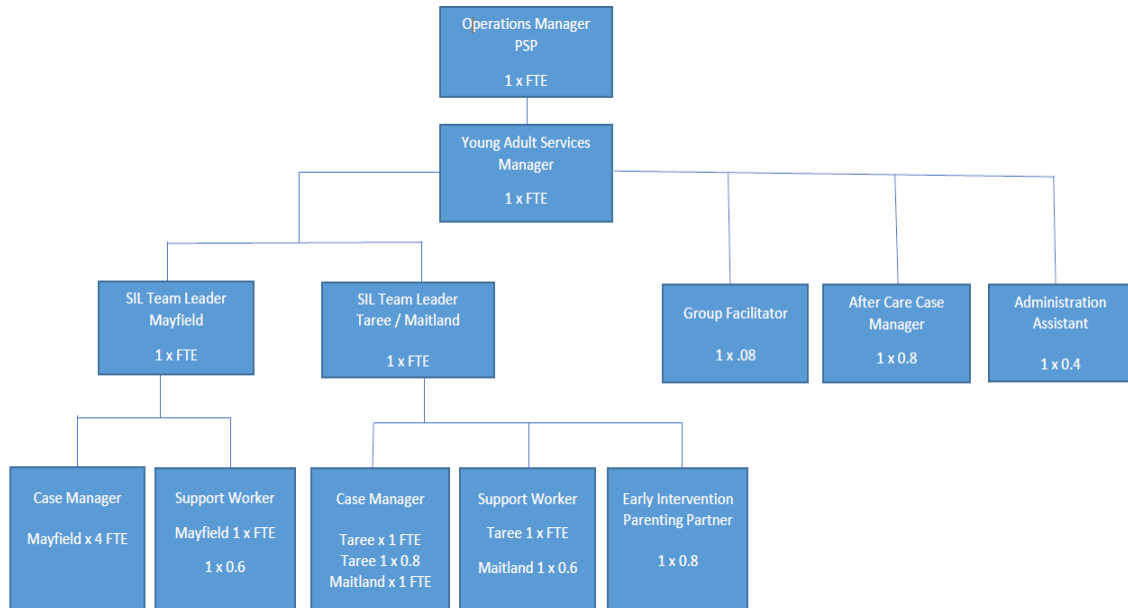 Operations Manager
PSP
1 x FTE
Young Adult Services
Manager
1 x FTE
SIL Team Leader
Mayfield
1 x FTE
SIL Team Leader
Taree / Maitland
1 x FTE
Group Facilitator
1 x .08
After Care Case
Manager
1 x 0.8
Administration
Assistant
1 x 0.4
Case Manager
Mayfield x 4 FTE
Support Worker
Mayfield 1 x FTE
1 x 0.6
Case Manager
Taree x 1 FTE
Taree 1 x 0.8
Maitland x 1 FTE
Support Worker
Taree 1 x FTE
Maitland 1 x 0.6
Early Intervention
Parenting Partner
1 x 0.8